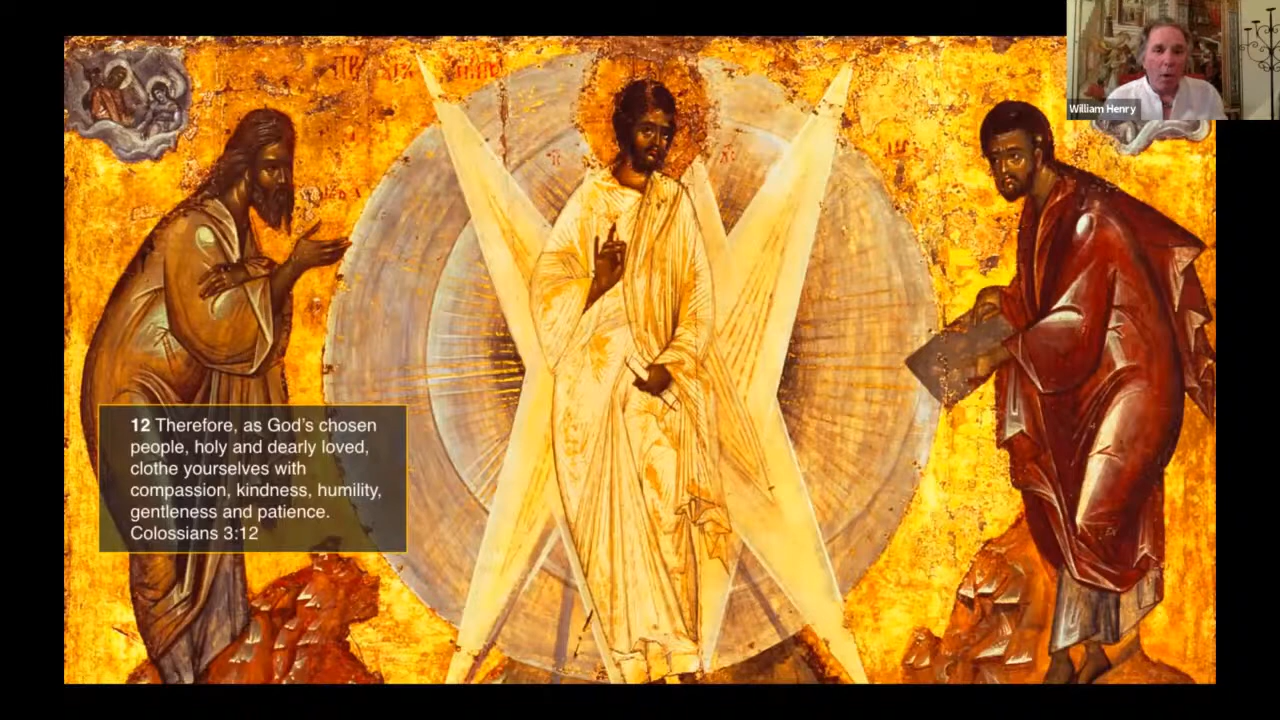 William Henry
12 Therefore, as God's chosen
people, holy and dearly loved,
clothe yourselves with
compassion, kindness, humility,
gentleness and patience.
Colossians 3:12